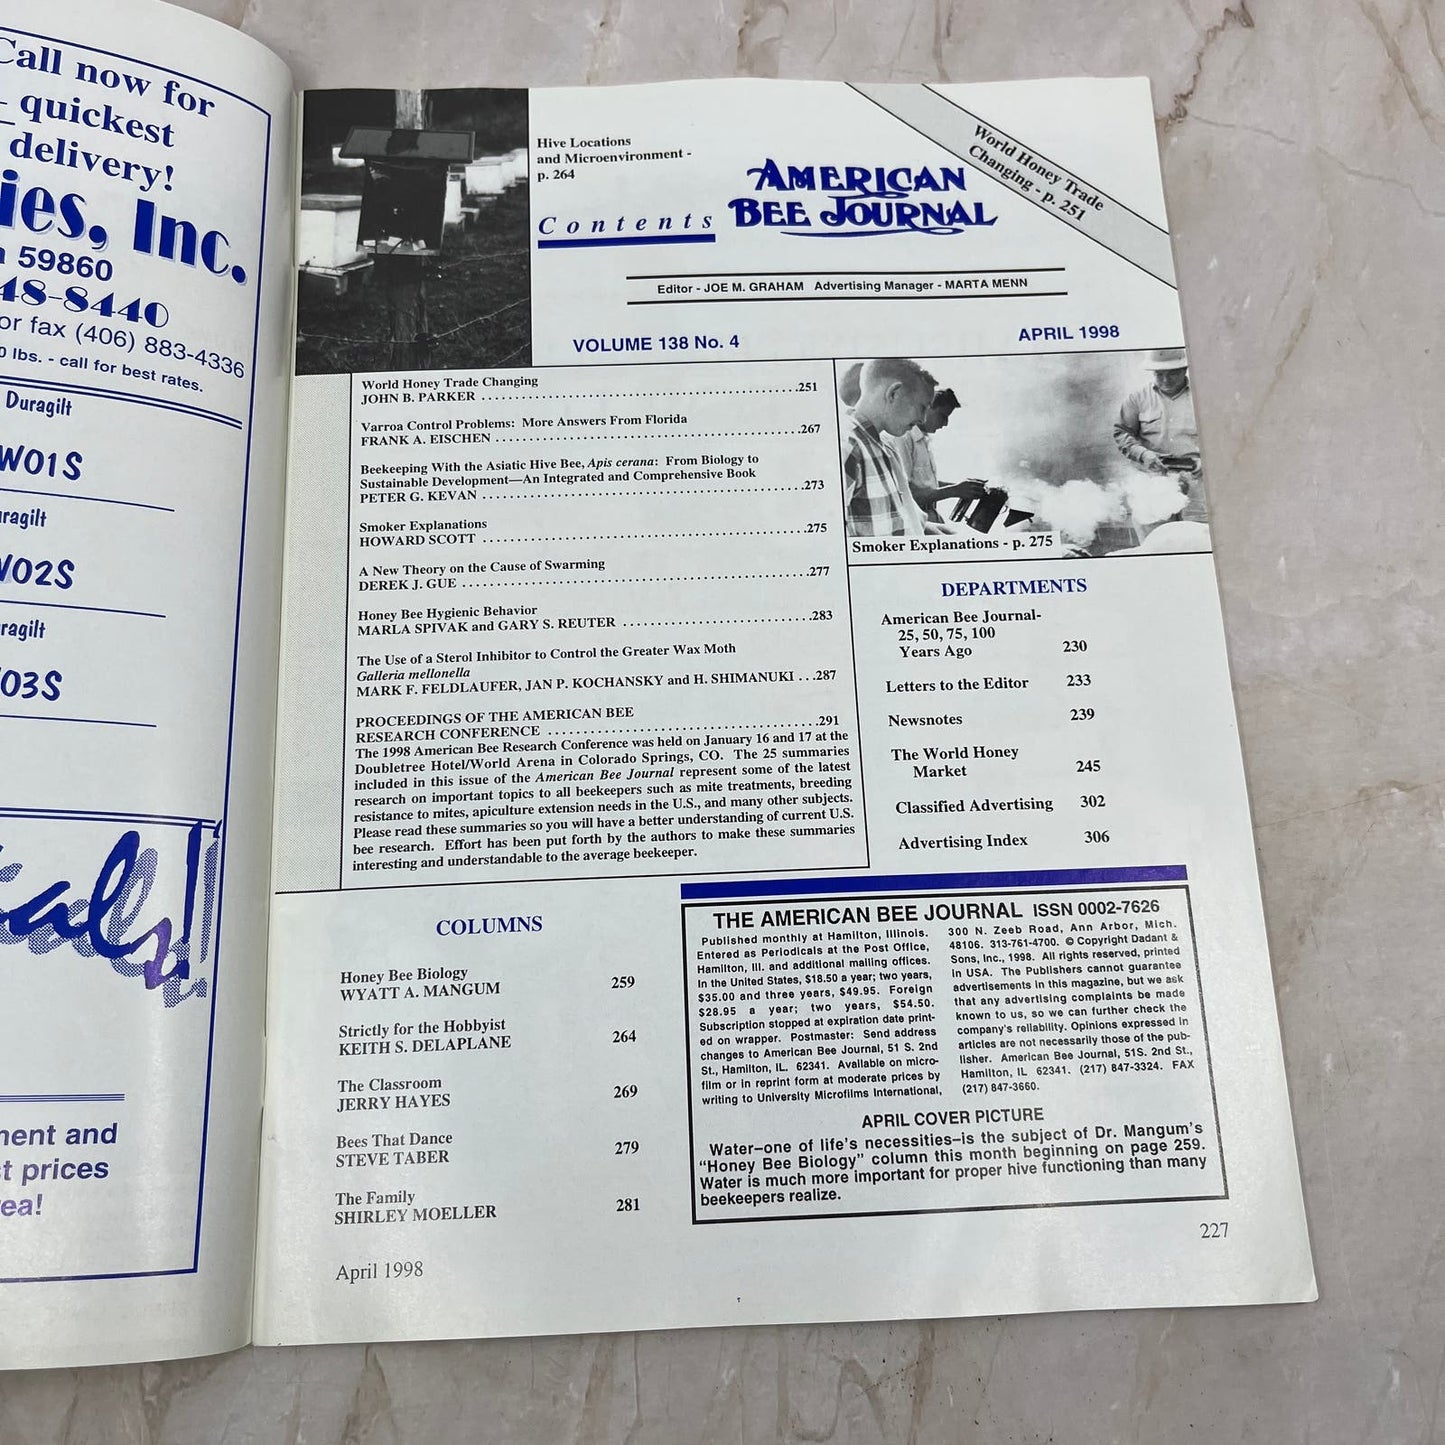 Call now for
quickest
delivery!
ies, Inc.
59860
48-8440
or fax (406) 883-4336
0 lbs. - call for best rates.
Duragilt
W01S
uragilt
W02S
uragilt
W03S
als!
ment and
st prices
ea!
Hive Locations
and Microenvironment -
p. 264
Contents
AMERICAN
BEE JOURNAL
World Honey Trade
Changing - p. 251
Editor - JOE M. GRAHAM Advertising Manager - MARTA MENN
VOLUME 138 No. 4
APRIL 1998
World Honey Trade Changing
JOHN B. PARKER ........................................251
Varroa Control Problems: More Answers From Florida
FRANK A. EISCHEN ........................................267
Beekeeping With the Asiatic Hive Bee, Apis cerana: From Biology to
Sustainable Development—An Integrated and Comprehensive Book
PETER G. KEVAN ........................................273
Smoker Explanations
HOWARD SCOTT ........................................275
A New Theory on the Cause of Swarming
DEREK J. GUE ........................................277
Honey Bee Hygienic Behavior
MARLA SPIVAK and GARY S. REUTER ........................283
The Use of a Sterol Inhibitor to Control the Greater Wax Moth
Galleria mellonella
MARK F. FELDLAUFER, JAN P. KOCHANSKY and H. SHIMANUKI ...287
PROCEEDINGS OF THE AMERICAN BEE
RESEARCH CONFERENCE ........................................291
The 1998 American Bee Research Conference was held on January 16 and 17 at the
Doubletree Hotel/World Arena in Colorado Springs, CO. The 25 summaries
included in this issue of the American Bee Journal represent some of the latest
research on important topics to all beekeepers such as mite treatments, breeding
resistance to mites, apiculture extension needs in the U.S., and many other subjects.
Please read these summaries so you will have a better understanding of current U.S.
bee research. Effort has been put forth by the authors to make these summaries
interesting and understandable to the average beekeeper.
Smoker Explanations - p. 275
DEPARTMENTS
American Bee Journal-
25, 50, 75, 100
Years Ago 230
Letters to the Editor 233
Newsnotes 239
The World Honey
Market 245
Classified Advertising 302
Advertising Index 306
COLUMNS
Honey Bee Biology
WYATT A. MANGUM 259
Strictly for the Hobbyist
KEITH S. DELAPLANE 264
The Classroom
JERRY HAYES 269
Bees That Dance
STEVE TABER 279
The Family
SHIRLEY MOELLER 281
THE AMERICAN BEE JOURNAL ISSN 0002-7626
Published monthly at Hamilton, Illinois.
Entered as Periodicals at the Post Office,
Hamilton, Ill. and additional mailing offices.
In the United States, $18.50 a year; two years,
$35.00 and three years, $49.95. Foreign
$28.95 a year; two years, $54.50.
Subscription stopped at expiration date print-
ed on wrapper. Postmaster: Send address
changes to American Bee Journal, 51 S. 2nd
St., Hamilton, IL. 62341. Available on micro-
film or in reprint form at moderate prices by
writing to University Microfilms International,
300 N. Zeeb Road, Ann Arbor, Mich.
48106. 313-761-4700. © Copyright Dadant &
Sons, Inc., 1998. All rights reserved, printed
in USA. The Publishers cannot guarantee
advertisements in this magazine, but we ask
that any advertising complaints be made
known to us, so we can further check the
company's reliability. Opinions expressed in
articles are not necessarily those of the pub-
lisher. American Bee Journal, 51S. 2nd St.,
Hamilton, IL 62341. (217) 847-3324. FAX
(217) 847-3660.
APRIL COVER PICTURE
Water–one of life's necessities–is the subject of Dr. Mangum's
"Honey Bee Biology" column this month beginning on page 259.
Water is much more important for proper hive functioning than many
beekeepers realize.
April 1998
227